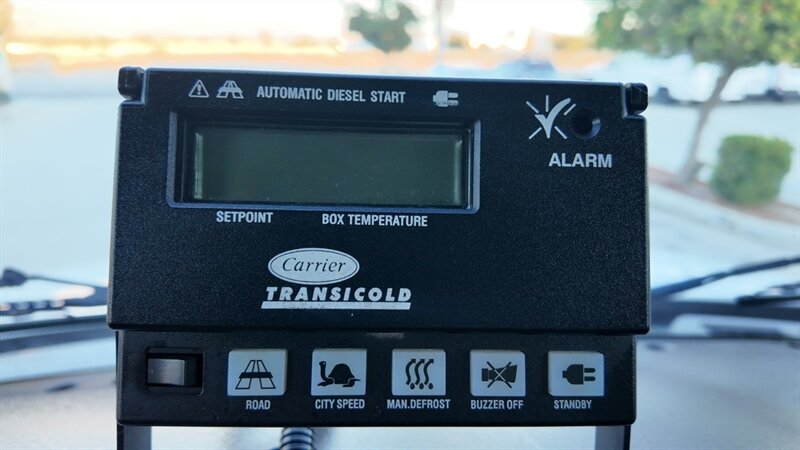 AUTOMATIC DIESEL START
ALARM
SETPOINT BOX TEMPERATURE
Carrier
TRANSICOLD
ROAD CITY SPEED MAN.DEFROST BUZZER OFF STANDBY